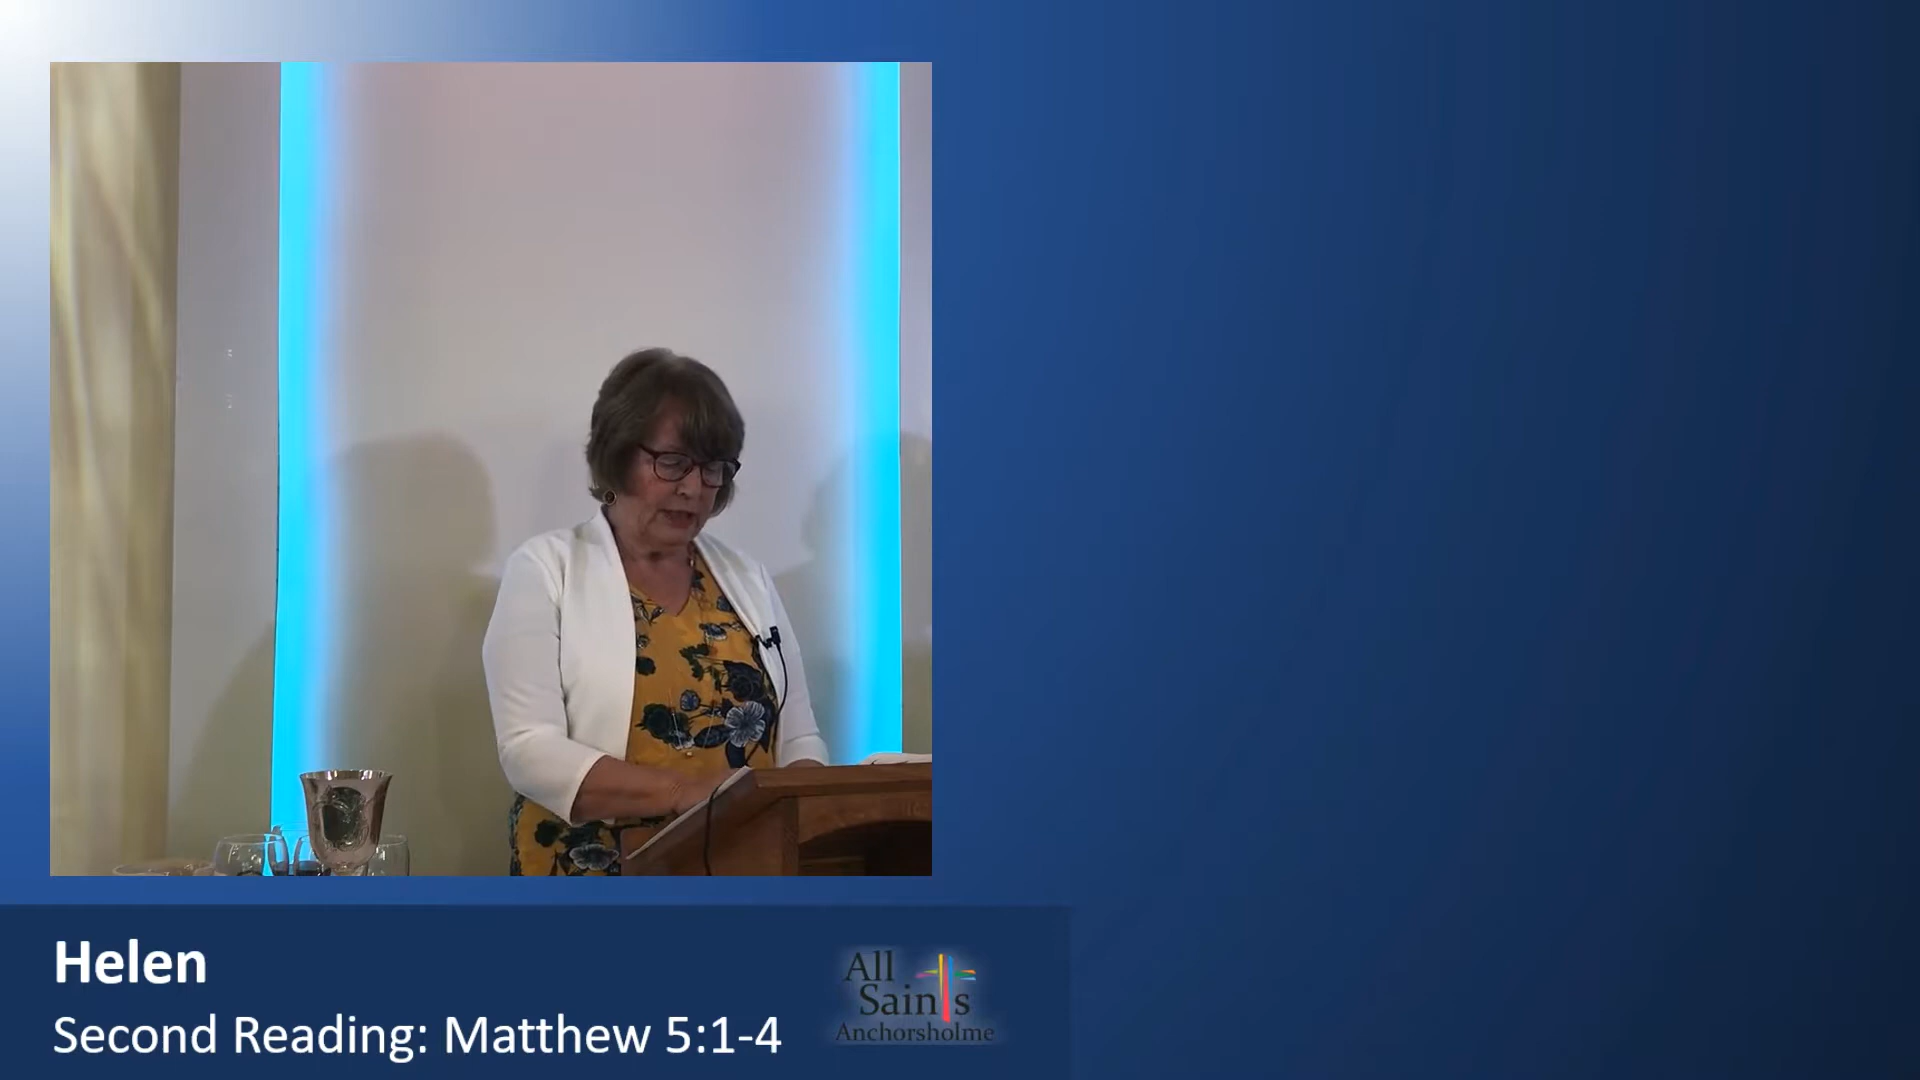 Helen
Second Reading: Matthew 5:1-4
All
Saints
Anchorsholme